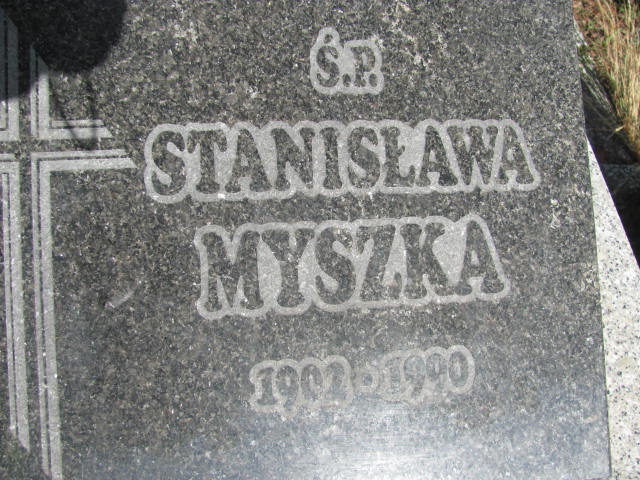 Ś.P.
STANISŁAWA
MYSZKA
1902-1990